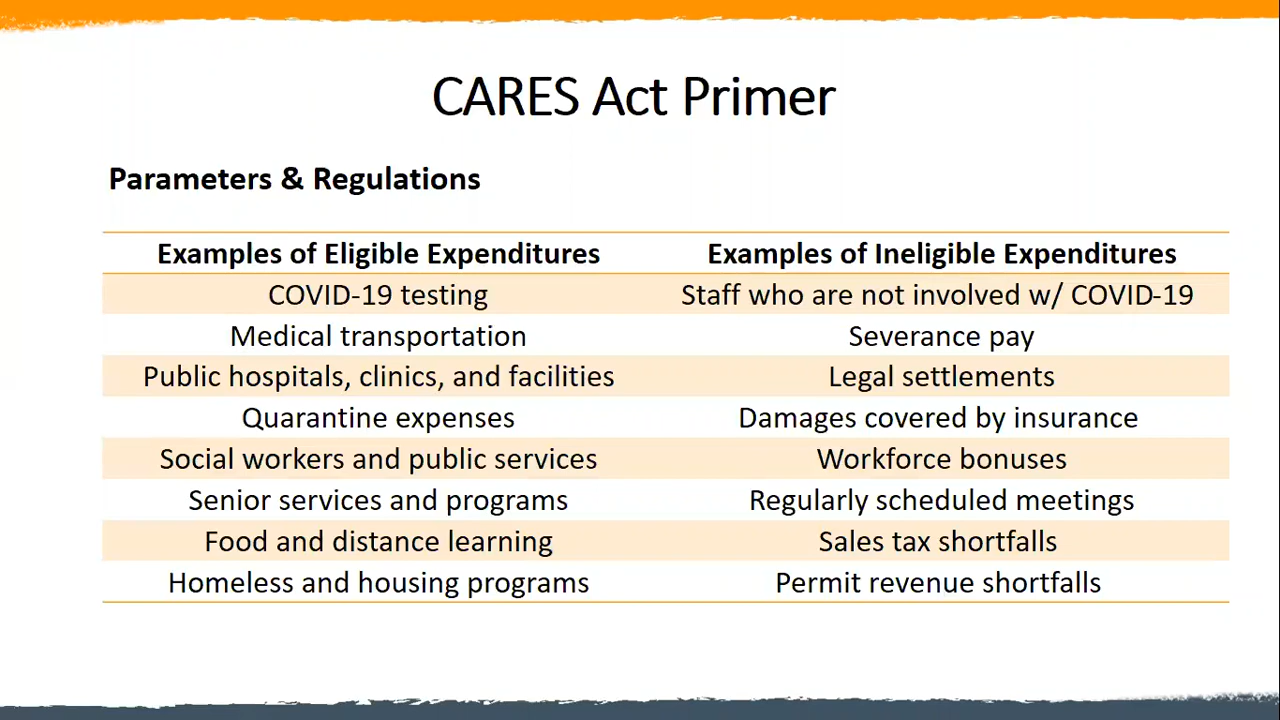 CARES Act Primer
Parameters & Regulations
Examples of Eligible Expenditures Examples of Ineligible Expenditures
COVID-19 testing Staff who are not involved w/ COVID-19
Medical transportation Severance pay
Public hospitals, clinics, and facilities Legal settlements
Quarantine expenses Damages covered by insurance
Social workers and public services Workforce bonuses
Senior services and programs Regularly scheduled meetings
Food and distance learning Sales tax shortfalls
Homeless and housing programs Permit revenue shortfalls